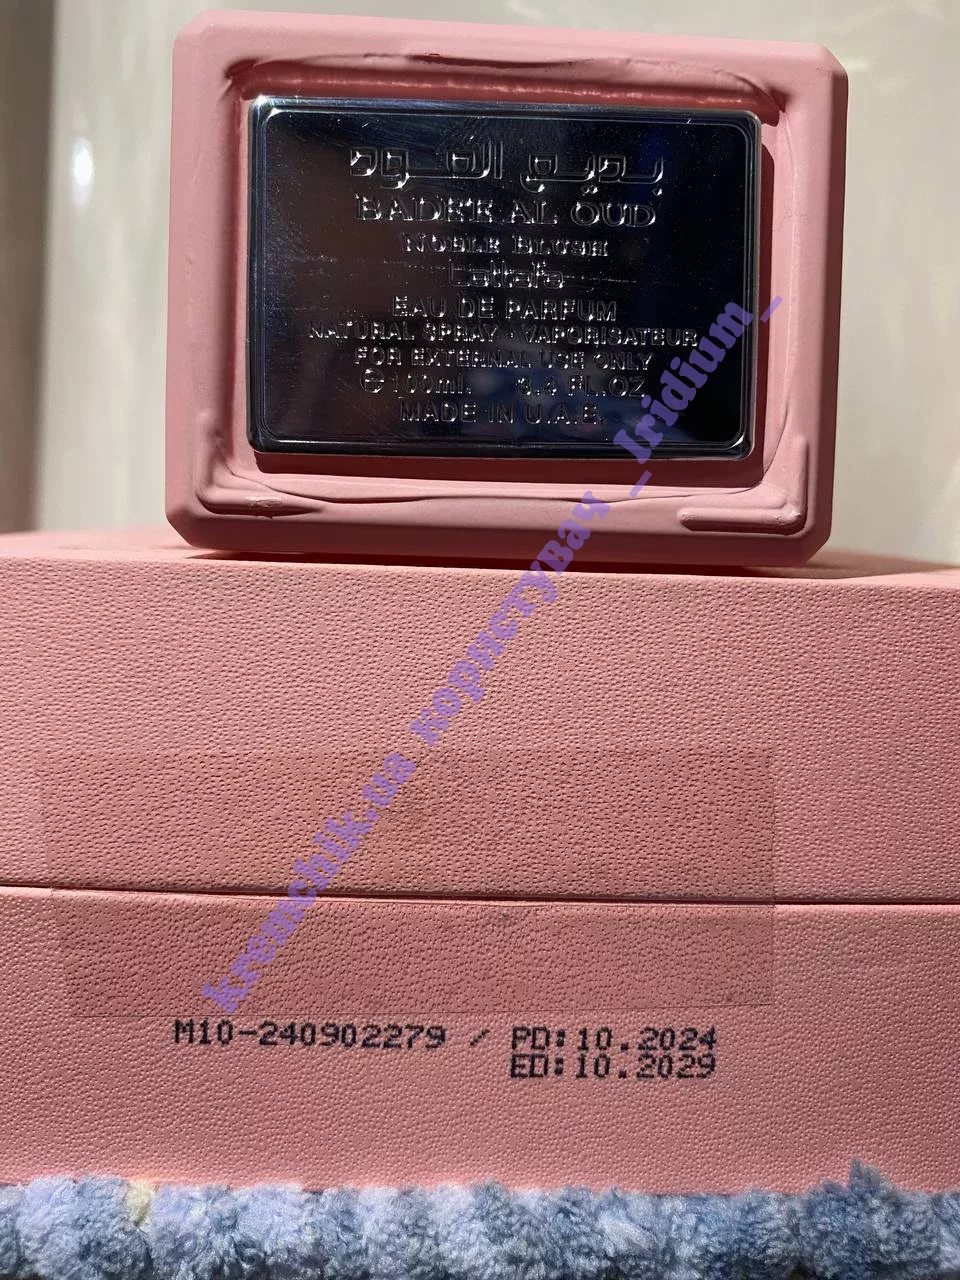 بديع العود
BADE'E AL OUD
NOBLE BLUSH
Lattafa
EAU DE PARFUM
NATURAL SPRAY - VAPORISATEUR
FOR EXTERNAL USE ONLY
℮ 100ml. 3.4 FL.OZ
MADE IN U.A.E.
kremchik.ua користувач _Iridium_
M10-240902279 / PD:10.2024
ED:10.2029